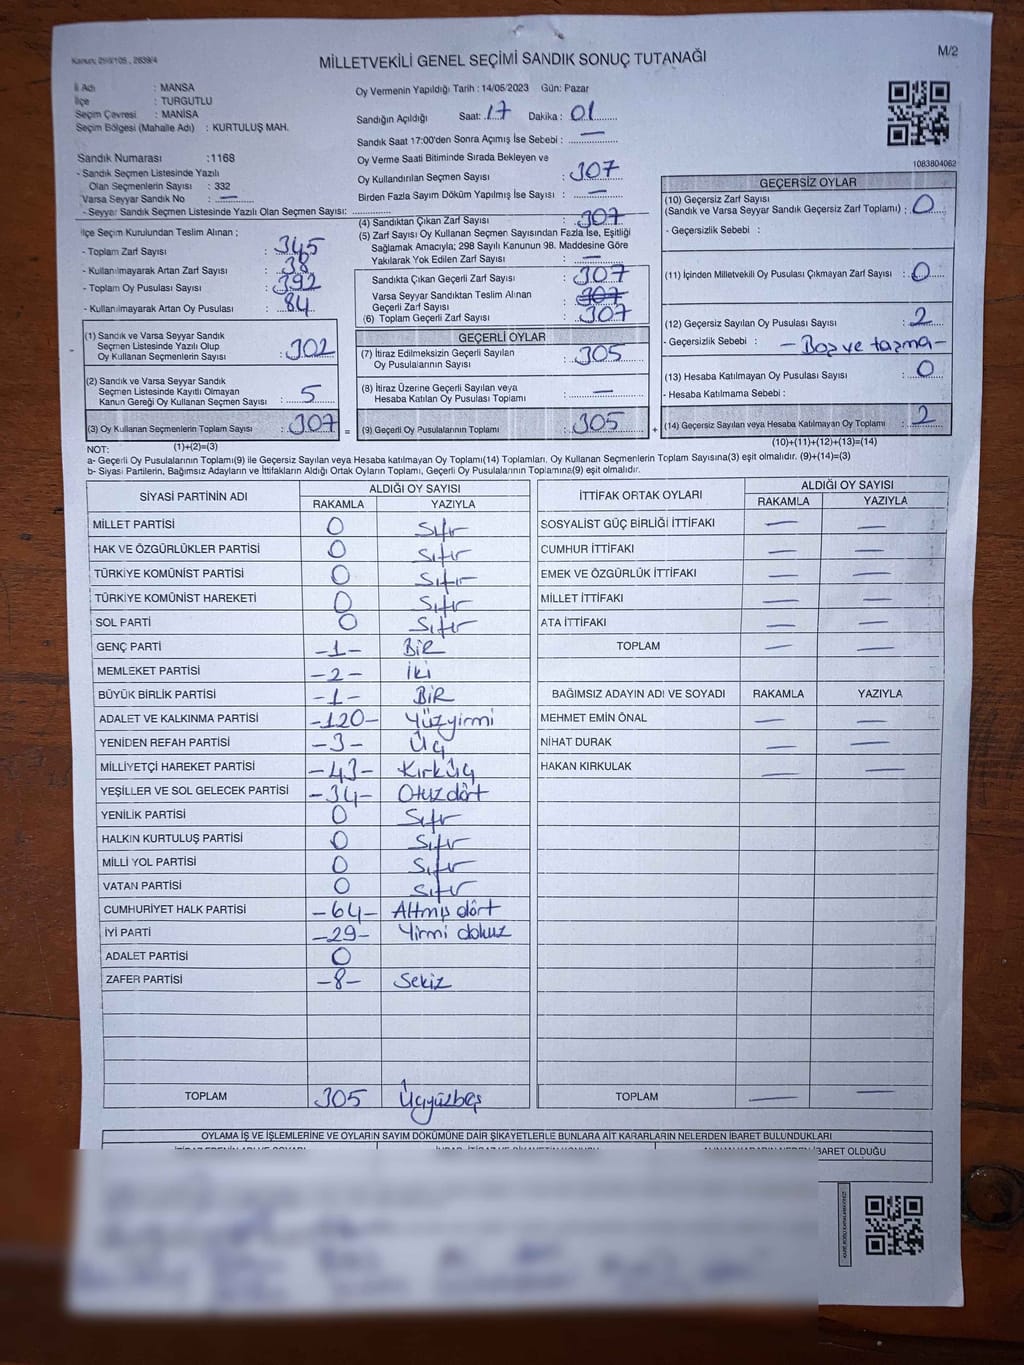 Kanun: 298/105, 2839/4
MİLLETVEKİLİ GENEL SEÇİMİ SANDIK SONUÇ TUTANAĞI
M/2
İl Adı : MANİSA
İlçe : TURGUTLU
Seçim Çevresi : MANİSA
Seçim Bölgesi (Mahalle Adı) : KURTULUŞ MAH.
Sandık Numarası :1168
- Sandık Seçmen Listesinde Yazılı
Olan Seçmenlerin Sayısı : 332
Varsa Seyyar Sandık No : —
- Seyyar Sandık Seçmen Listesinde Yazılı Olan Seçmen Sayısı:
İlçe Seçim Kurulundan Teslim Alınan ;
- Toplam Zarf Sayısı : 345
- Kullanılmayarak Artan Zarf Sayısı : 38
- Toplam Oy Pusulası Sayısı : 392
- Kullanılmayarak Artan Oy Pusulası : 84
(1) Sandık ve Varsa Seyyar Sandık
Seçmen Listesinde Yazılı Olup
Oy Kullanan Seçmenlerin Sayısı : 302
(2) Sandık ve Varsa Seyyar Sandık
Seçmen Listesinde Kayıtlı Olmayan
Kanun Gereği Oy Kullanan Seçmen Sayısı : 5
(3) Oy Kullanan Seçmenlerin Toplam Sayısı : 307 =
Oy Vermenin Yapıldığı Tarih : 14/05/2023 Gün: Pazar
Sandığın Açıldığı Saat: 17 Dakika : 01
Sandık Saat 17:00'den Sonra Açımış İse Sebebi : —
Oy Verme Saati Bitiminde Sırada Bekleyen ve
Oy Kullandırılan Seçmen Sayısı : 307
Birden Fazla Sayım Döküm Yapılmış İse Sayısı : —
(4) Sandıktan Çıkan Zarf Sayısı : 307
(5) Zarf Sayısı Oy Kullanan Seçmen Sayısından Fazla İse, Eşitliği
Sağlamak Amacıyla; 298 Sayılı Kanunun 98. Maddesine Göre
Yakılarak Yok Edilen Zarf Sayısı : —
Sandıkta Çıkan Geçerli Zarf Sayısı : 307
Varsa Seyyar Sandıktan Teslim Alınan
Geçerli Zarf Sayısı : 307
(6) Toplam Geçerli Zarf Sayısı : 307
GEÇERLİ OYLAR
(7) İtiraz Edilmeksizin Geçerli Sayılan
Oy Pusulalarının Sayısı : 305
(8) İtiraz Üzerine Geçerli Sayılan veya
Hesaba Katılan Oy Pusulası Toplamı : —
(9) Geçerli Oy Pusulalarının Toplamı : 305 +
1083804062
GEÇERSİZ OYLAR
(10) Geçersiz Zarf Sayısı
(Sandık ve Varsa Seyyar Sandık Geçersiz Zarf Toplamı) : 0
- Geçersizlik Sebebi :
(11) İçinden Milletvekili Oy Pusulası Çıkmayan Zarf Sayısı : 0
(12) Geçersiz Sayılan Oy Pusulası Sayısı : 2
- Geçersizlik Sebebi : - Boş ve taşma -
(13) Hesaba Katılmayan Oy Pusulası Sayısı : 0
- Hesaba Katılmama Sebebi :
(14) Geçersiz Sayılan veya Hesaba Katılmayan Oy Toplamı : 2
NOT: (1)+(2)=(3)
(10)+(11)+(12)+(13)=(14)
a- Geçerli Oy Pusulalarının Toplamı(9) ile Geçersiz Sayılan veya Hesaba Katılmayan Oy Toplamı(14) Toplamları, Oy Kullanan Seçmenlerin Toplam Sayısına(3) eşit olmalıdır. (9)+(14)=(3)
b- Siyasi Partilerin, Bağımsız Adayların ve İttifakların Aldığı Ortak Oyların Toplamı, Geçerli Oy Pusulalarının Toplamına(9) eşit olmalıdır.
SİYASİ PARTİNİN ADI ALDIĞI OY SAYISI
RAKAMLA YAZIYLA
MİLLET PARTİSİ 0 Sıfır
HAK VE ÖZGÜRLÜKLER PARTİSİ 0 Sıfır
TÜRKİYE KOMÜNİST PARTİSİ 0 Sıfır
TÜRKİYE KOMÜNİST HAREKETİ 0 Sıfır
SOL PARTİ 0 Sıfır
GENÇ PARTİ -1- BİR
MEMLEKET PARTİSİ -2- İki
BÜYÜK BİRLİK PARTİSİ -1- BİR
ADALET VE KALKINMA PARTİSİ -120- Yüzyirmi
YENİDEN REFAH PARTİSİ -3- Üç
MİLLİYETÇİ HAREKET PARTİSİ -43- Kırküç
YEŞİLLER VE SOL GELECEK PARTİSİ -34- Otuzdört
YENİLİK PARTİSİ 0 Sıfır
HALKIN KURTULUŞ PARTİSİ 0 Sıfır
MİLLİ YOL PARTİSİ 0 Sıfır
VATAN PARTİSİ 0 Sıfır
CUMHURİYET HALK PARTİSİ -64- Altmış dört
İYİ PARTİ -29- Yirmi dokuz
ADALET PARTİSİ 0
ZAFER PARTİSİ -8- Sekiz
TOPLAM 305 Üçyüzbeş
İTTİFAK ORTAK OYLARI ALDIĞI OY SAYISI
RAKAMLA YAZIYLA
SOSYALİST GÜÇ BİRLİĞİ İTTİFAKI — —
CUMHUR İTTİFAKI — —
EMEK VE ÖZGÜRLÜK İTTİFAKI — —
MİLLET İTTİFAKI — —
ATA İTTİFAKI — —
TOPLAM — —
BAĞIMSIZ ADAYIN ADI VE SOYADI RAKAMLA YAZIYLA
MEHMET EMİN ÖNAL — —
NİHAT DURAK — —
HAKAN KIRKULAK — —
TOPLAM — —
OYLAMA İŞ VE İŞLEMLERİNE VE OYLARIN SAYIM DÖKÜMÜNE DAİR ŞİKAYETLERLE BUNLARA AİT KARARLARIN NELERDEN İBARET BULUNDUKLARI
İBARET OLDUĞU